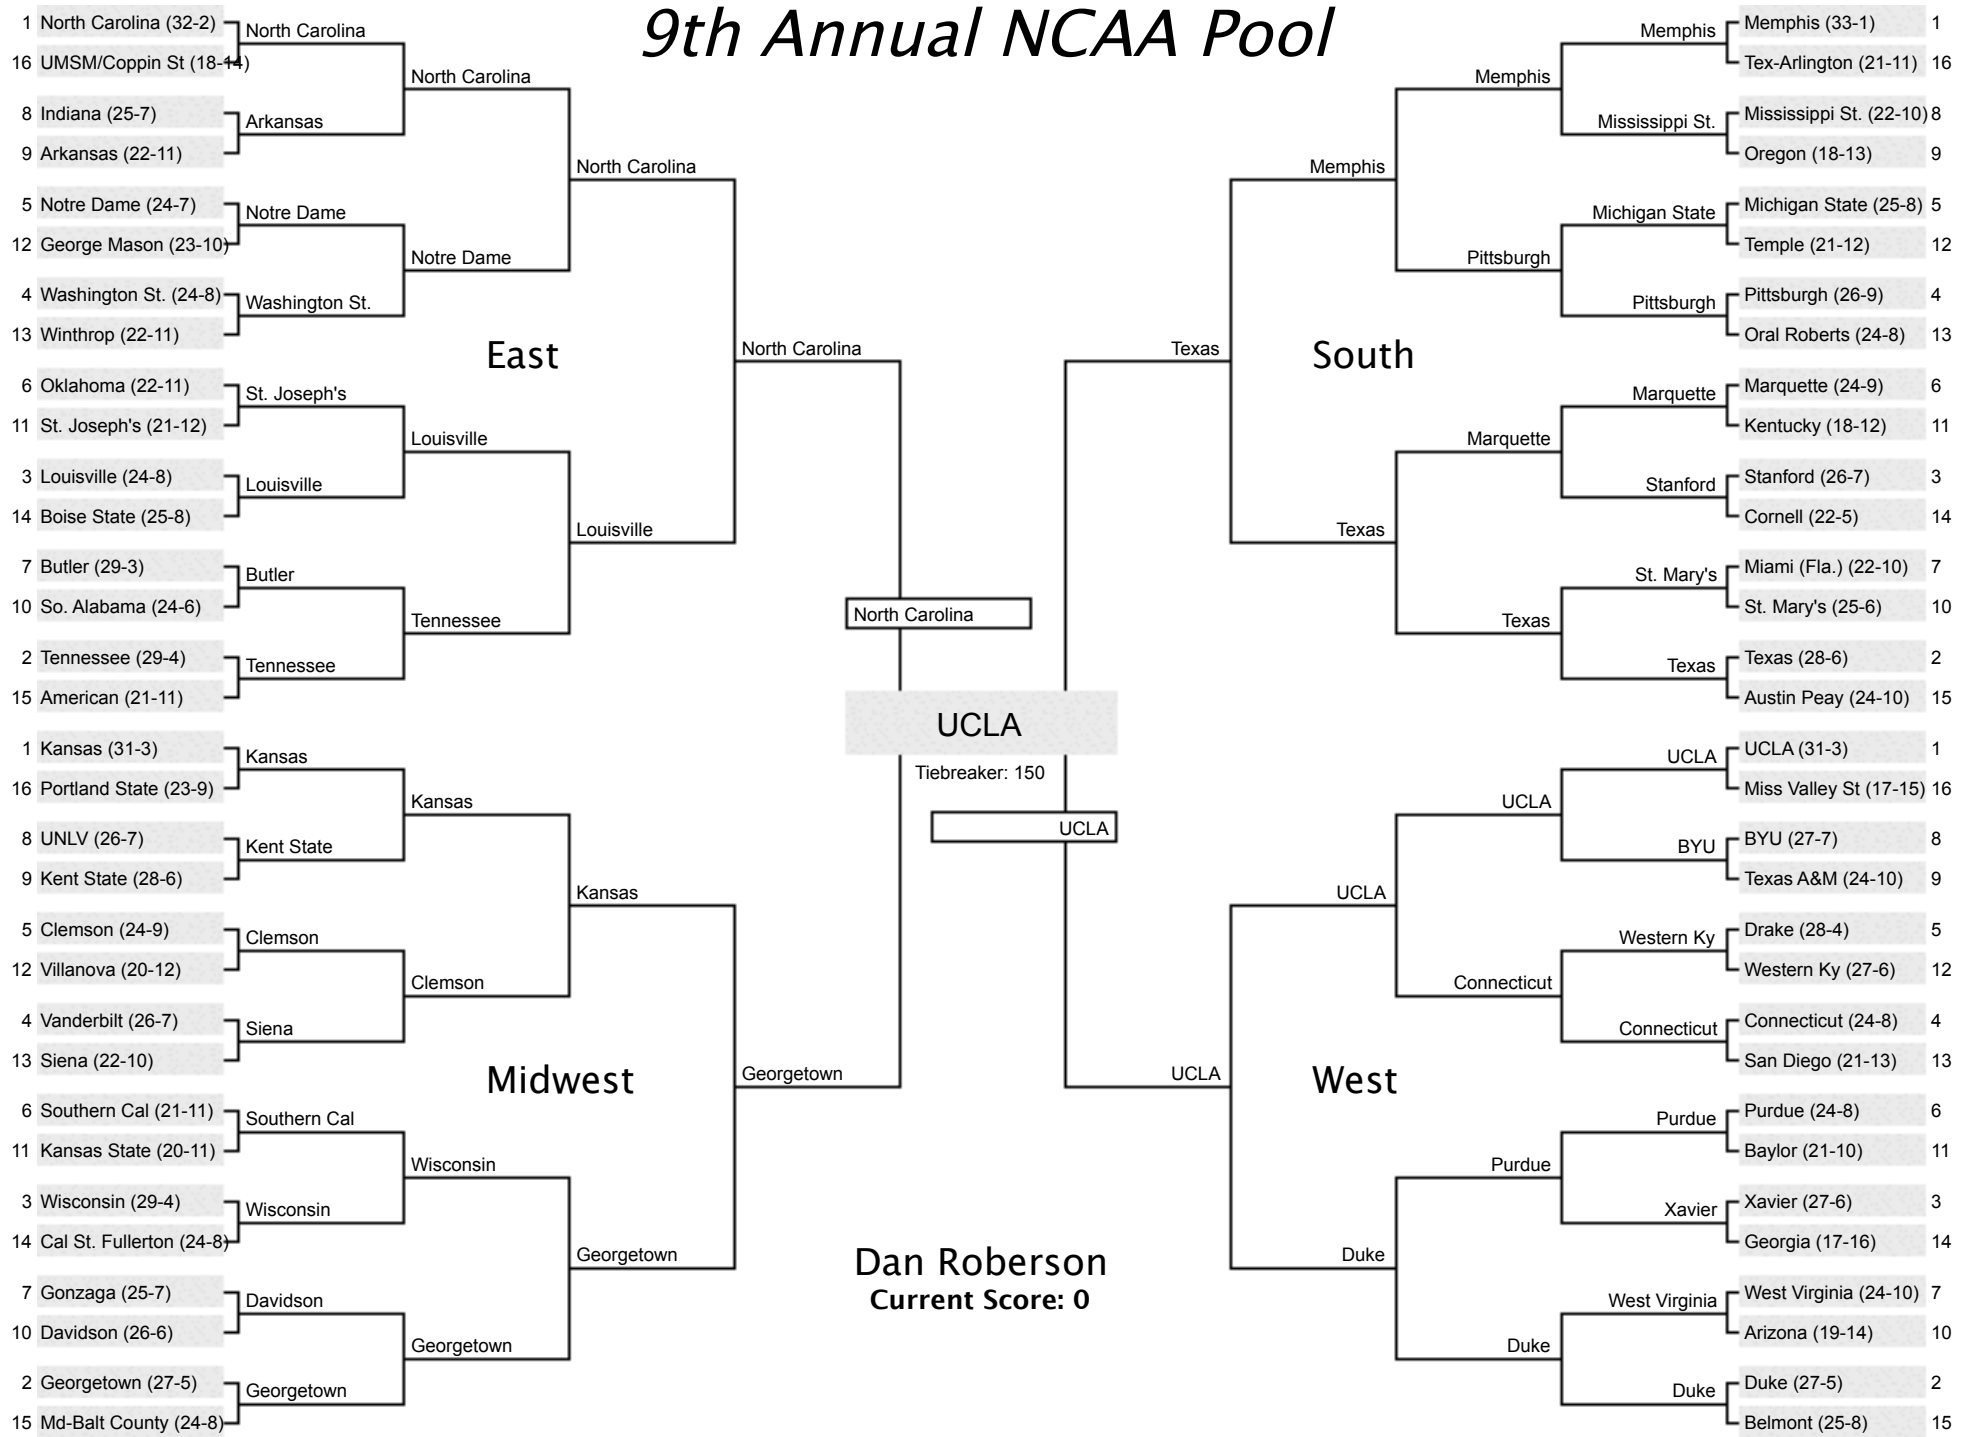 9th Annual NCAA Pool
1 North Carolina (32-2)
16 UMSM/Coppin St (18-14)
8 Indiana (25-7)
9 Arkansas (22-11)
5 Notre Dame (24-7)
12 George Mason (23-10)
4 Washington St. (24-8)
13 Winthrop (22-11)
6 Oklahoma (22-11)
11 St. Joseph's (21-12)
3 Louisville (24-8)
14 Boise State (25-8)
7 Butler (29-3)
10 So. Alabama (24-6)
2 Tennessee (29-4)
15 American (21-11)
North Carolina
Arkansas
Notre Dame
Washington St.
St. Joseph's
Louisville
Butler
Tennessee
North Carolina
Notre Dame
Louisville
Tennessee
North Carolina
Louisville
East
North Carolina
1 Kansas (31-3)
16 Portland State (23-9)
8 UNLV (26-7)
9 Kent State (28-6)
5 Clemson (24-9)
12 Villanova (20-12)
4 Vanderbilt (26-7)
13 Siena (22-10)
6 Southern Cal (21-11)
11 Kansas State (20-11)
3 Wisconsin (29-4)
14 Cal St. Fullerton (24-8)
7 Gonzaga (25-7)
10 Davidson (26-6)
2 Georgetown (27-5)
15 Md-Balt County (24-8)
Kansas
Kent State
Clemson
Siena
Southern Cal
Wisconsin
Davidson
Georgetown
Kansas
Clemson
Wisconsin
Georgetown
Kansas
Georgetown
Midwest
Georgetown
North Carolina
UCLA
Tiebreaker: 150
UCLA
Dan Roberson
Current Score: 0
Memphis (33-1) 1
Tex-Arlington (21-11) 16
Mississippi St. (22-10) 8
Oregon (18-13) 9
Michigan State (25-8) 5
Temple (21-12) 12
Pittsburgh (26-9) 4
Oral Roberts (24-8) 13
Marquette (24-9) 6
Kentucky (18-12) 11
Stanford (26-7) 3
Cornell (22-5) 14
Miami (Fla.) (22-10) 7
St. Mary's (25-6) 10
Texas (28-6) 2
Austin Peay (24-10) 15
Memphis
Mississippi St.
Michigan State
Pittsburgh
Marquette
Stanford
St. Mary's
Texas
Memphis
Pittsburgh
Marquette
Texas
Memphis
Texas
South
Texas
UCLA (31-3) 1
Miss Valley St (17-15) 16
BYU (27-7) 8
Texas A&M (24-10) 9
Drake (28-4) 5
Western Ky (27-6) 12
Connecticut (24-8) 4
San Diego (21-13) 13
Purdue (24-8) 6
Baylor (21-10) 11
Xavier (27-6) 3
Georgia (17-16) 14
West Virginia (24-10) 7
Arizona (19-14) 10
Duke (27-5) 2
Belmont (25-8) 15
UCLA
BYU
Western Ky
Connecticut
Purdue
Xavier
West Virginia
Duke
UCLA
Connecticut
Purdue
Duke
UCLA
Duke
West
UCLA